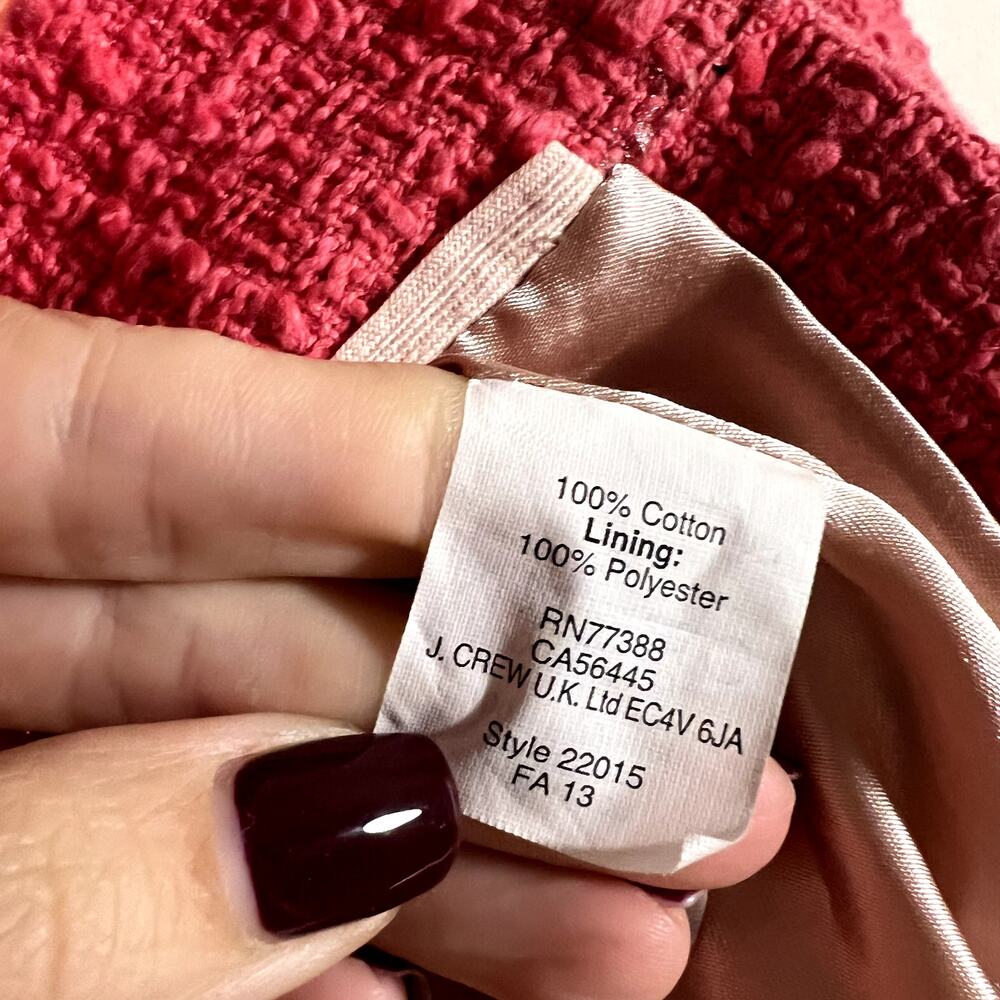 100% Cotton
Lining:
100% Polyester
RN77388
CA56445
J. CREW U.K. Ltd EC4V 6JA
Style 22015
FA 13